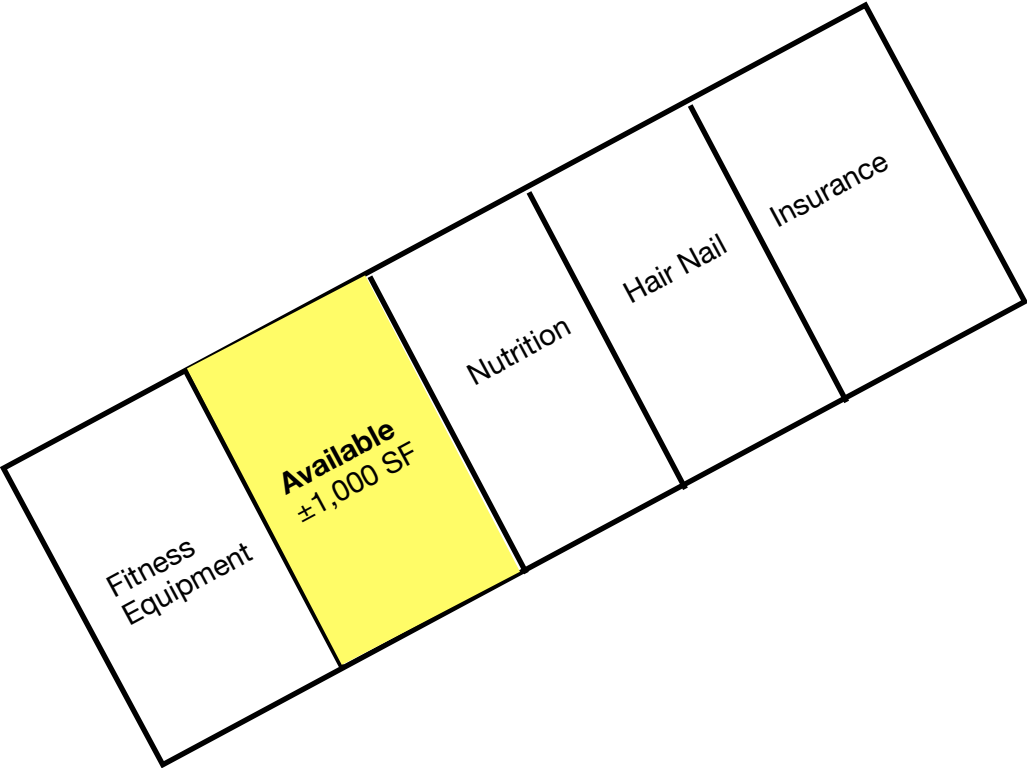 Fitness
Equipment
Available
±1,000 SF
Nutrition
Hair Nail
Insurance